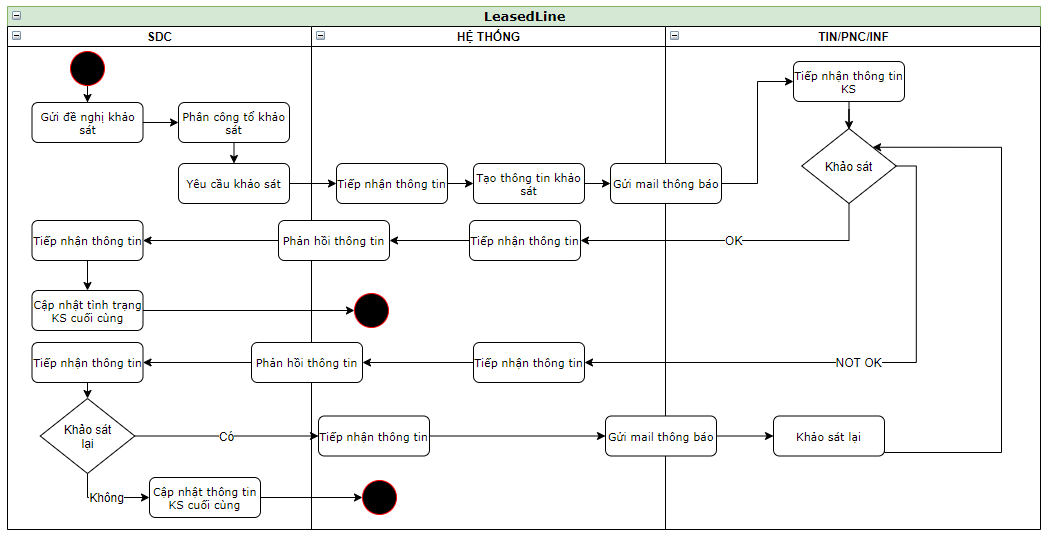 LeasedLine
SDC
HỆ THỐNG
TIN/PNC/INF
Gửi đề nghị khảo
sát
Phân công tổ khảo
sát
Yêu cầu khảo sát
Tiếp nhận thông tin
Tạo thông tin khảo
sát
Gửi mail thông báo
Tiếp nhận thông tin
KS
Khảo sát
Tiếp nhận thông tin
Phản hồi thông tin
Tiếp nhận thông tin
OK
Cập nhật tình trạng
KS cuối cùng
Tiếp nhận thông tin
Phản hồi thông tin
Tiếp nhận thông tin
NOT OK
Khảo sát
lại
Có
Tiếp nhận thông tin
Gửi mail thông báo
Khảo sát lại
Không
Cập nhật thông tin
KS cuối cùng